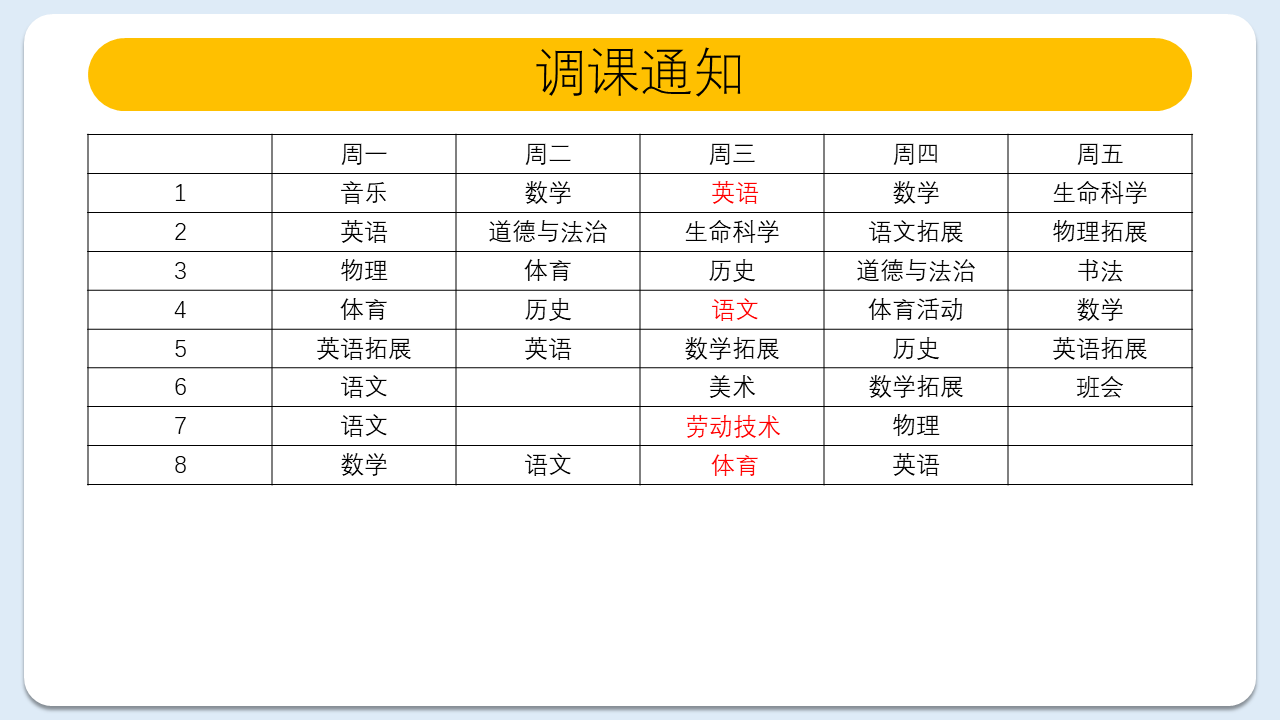 调课通知
周一 周二 周三 周四 周五
1 音乐 数学 英语 数学 生命科学
2 英语 道德与法治 生命科学 语文拓展 物理拓展
3 物理 体育 历史 道德与法治 书法
4 体育 历史 语文 体育活动 数学
5 英语拓展 英语 数学拓展 历史 英语拓展
6 语文 美术 数学拓展 班会
7 语文 劳动技术 物理
8 数学 语文 体育 英语